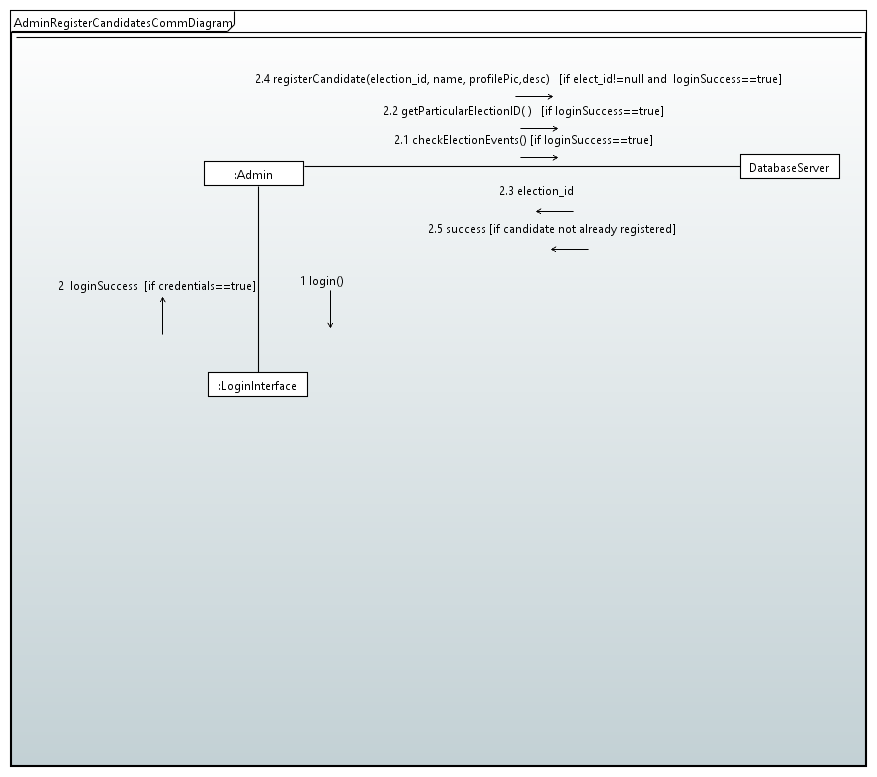 AdminRegisterCandidatesCommDiagram
2.4 registerCandidate(election_id, name, profilePic,desc) [if elect_id!=null and loginSuccess==true]
2.2 getParticularElectionID( ) [if loginSuccess==true]
2.1 checkElectionEvents() [if loginSuccess==true]
:Admin
DatabaseServer
2.3 election_id
2.5 success [if candidate not already registered]
2 loginSuccess [if credentials==true]
1 login()
:LoginInterface